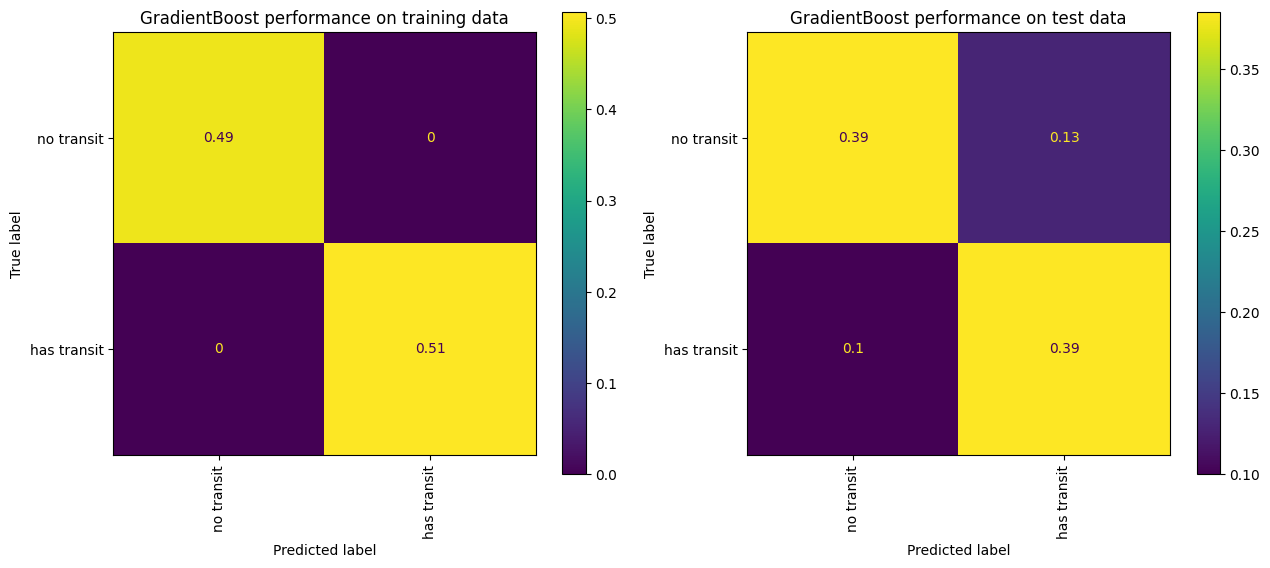 GradientBoost performance on training data
True label
no transit
has transit
0.49
0
0
0.51
no transit
has transit
Predicted label
0.5
0.4
0.3
0.2
0.1
0.0
GradientBoost performance on test data
True label
no transit
has transit
0.39
0.13
0.1
0.39
no transit
has transit
Predicted label
0.35
0.30
0.25
0.20
0.15
0.10